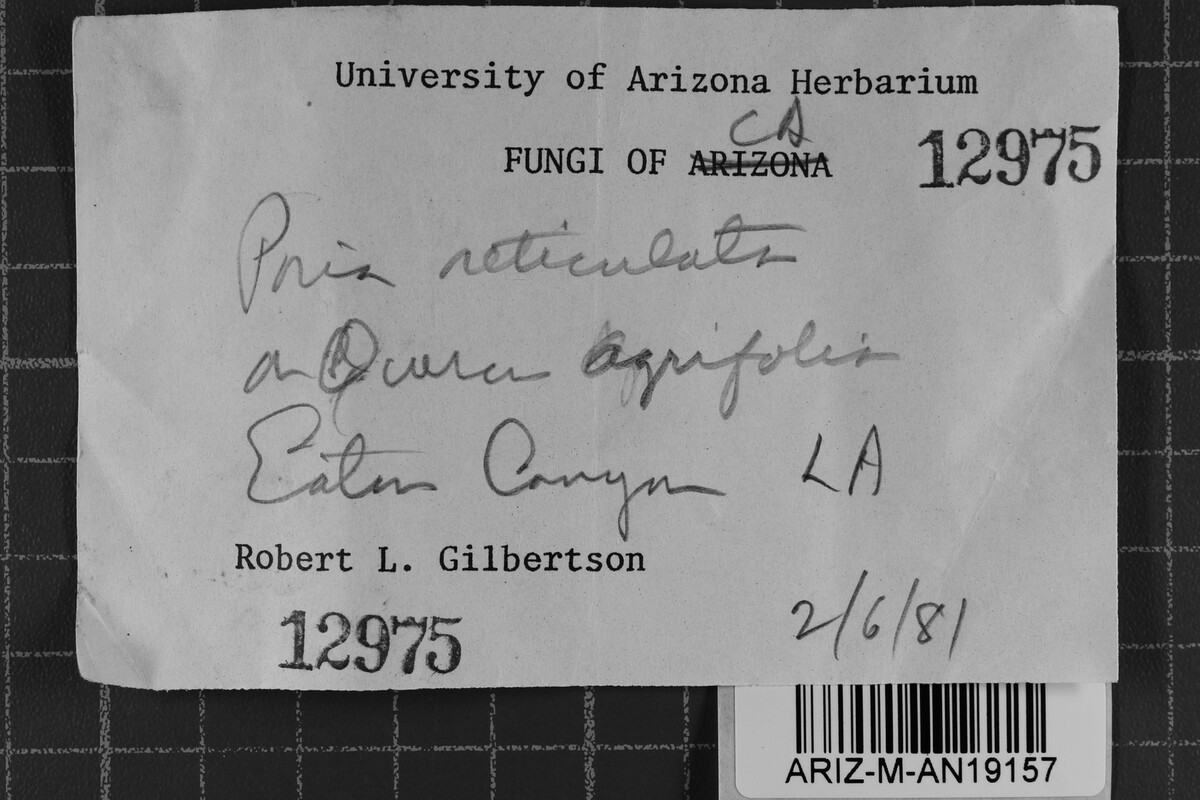 University of Arizona Herbarium
CA
FUNGI OF ARIZONA 12975
Poria reticulata
on Quercus agrifolia
Eaton Canyon LA
Robert L. Gilbertson
12975 2/6/81
ARIZ-M-AN19157